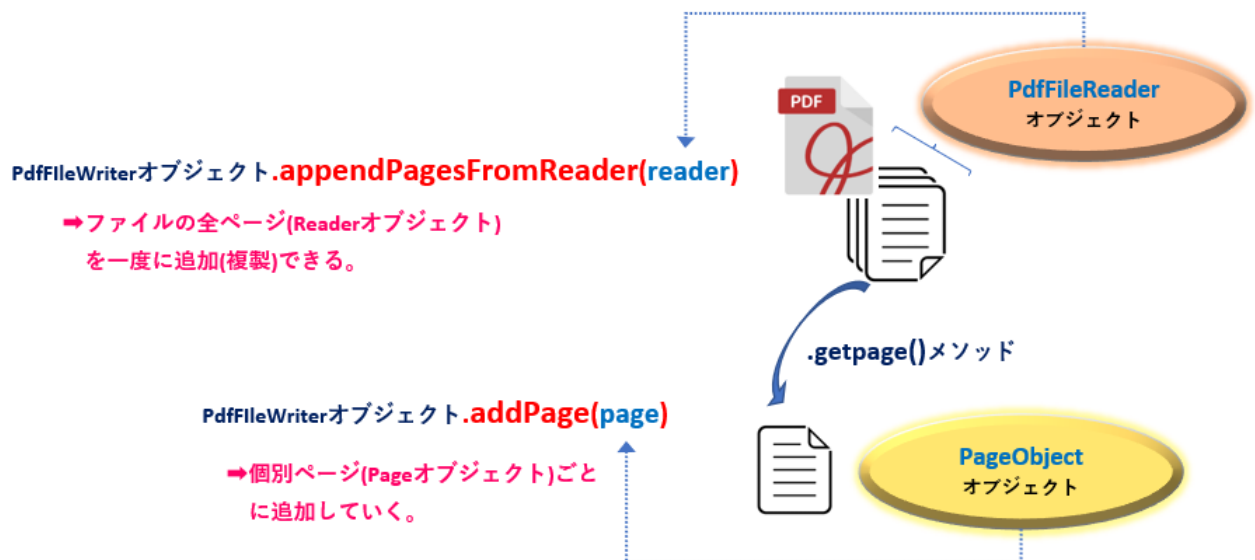 PdfFileReader
オブジェクト
PDF
PdfFIleWriterオブジェクト.appendPagesFromReader(reader)
➡ファイルの全ページ(Readerオブジェクト)
を一度に追加(複製)できる。
.getpage()メソッド
PdfFIleWriterオブジェクト.addPage(page)
➡個別ページ(Pageオブジェクト)ごと
に追加していく。
PageObject
オブジェクト